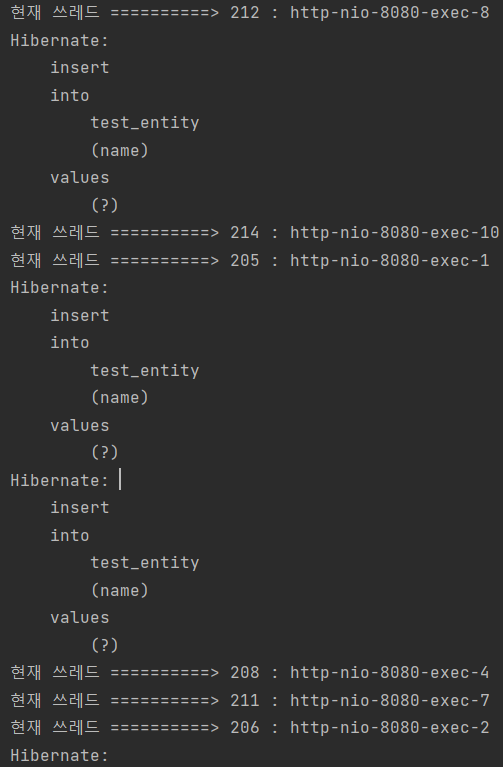 현재 쓰레드 ==========> 212 : http-nio-8080-exec-8
Hibernate:
    insert
    into
        test_entity
        (name)
    values
        (?)
현재 쓰레드 ==========> 214 : http-nio-8080-exec-10
현재 쓰레드 ==========> 205 : http-nio-8080-exec-1
Hibernate:
    insert
    into
        test_entity
        (name)
    values
        (?)
Hibernate:
    insert
    into
        test_entity
        (name)
    values
        (?)
현재 쓰레드 ==========> 208 : http-nio-8080-exec-4
현재 쓰레드 ==========> 211 : http-nio-8080-exec-7
현재 쓰레드 ==========> 206 : http-nio-8080-exec-2
Hibernate: